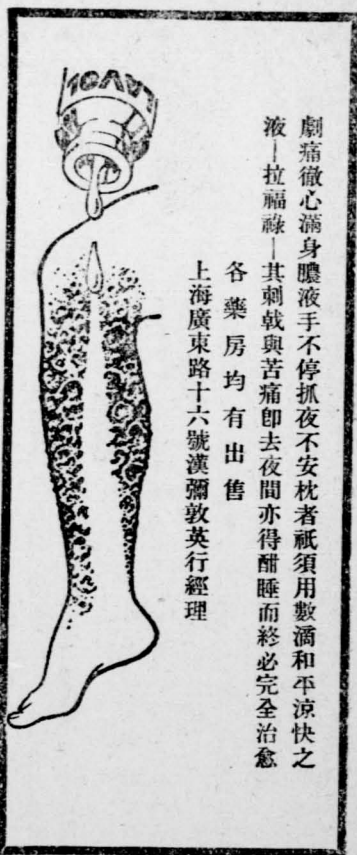 劇痛徹心滿身膿液手不停抓夜不安枕者祇須用數滴和平涼快之
液―拉福祿―其刺戟與苦痛卽去夜間亦得酣睡而終必完全治愈
各藥房均有出售
上海廣東路十六號漢彌敦英行經理